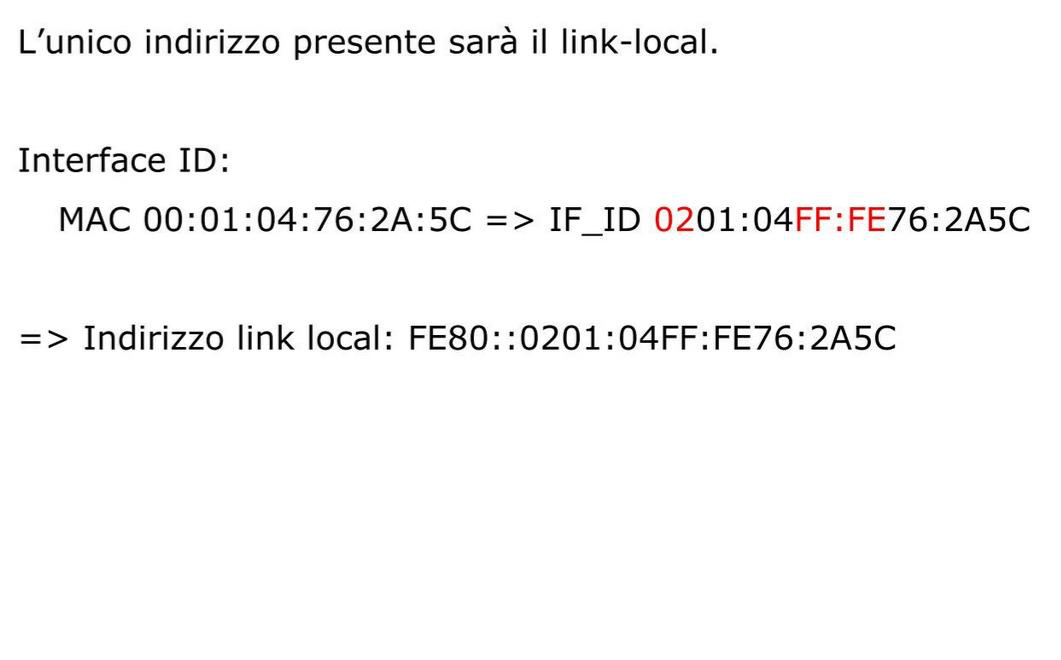 L’unico indirizzo presente sarà il link-local.
Interface ID:
MAC 00:01:04:76:2A:5C => IF_ID 0201:04FF:FE76:2A5C
=> Indirizzo link local: FE80::0201:04FF:FE76:2A5C